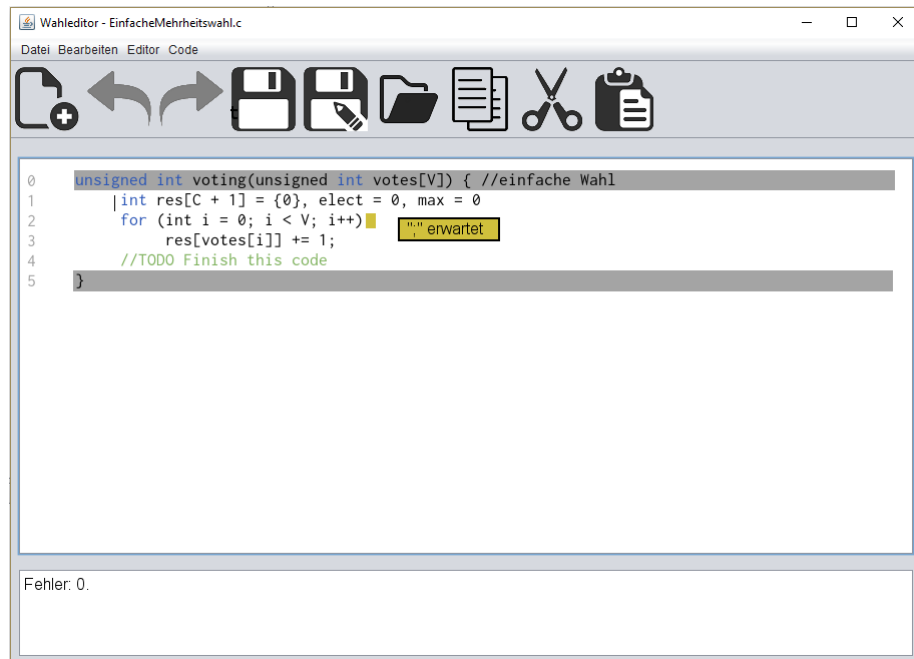 Wahleditor - EinfacheMehrheitswahl.c
Datei Bearbeiten Editor Code
0 unsigned int voting(unsigned int votes[V]) { //einfache Wahl
1 int res[C + 1] = {0}, elect = 0, max = 0
2 for (int i = 0; i < V; i++)
";" erwartet
3 res[votes[i]] += 1;
4 //TODO Finish this code
5 }
Fehler: 0.